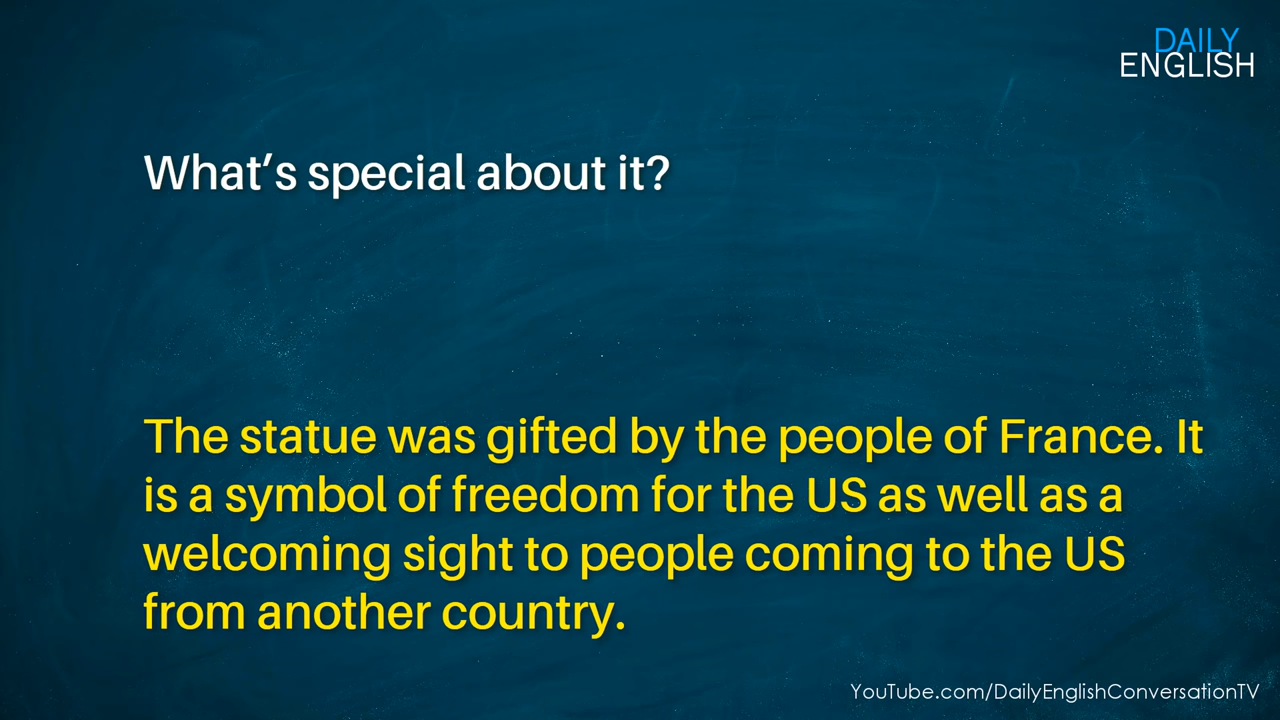 DAILY
ENGLISH
What’s special about it?
The statue was gifted by the people of France. It
is a symbol of freedom for the US as well as a
welcoming sight to people coming to the US
from another country.
YouTube.com/DailyEnglishConversationTV